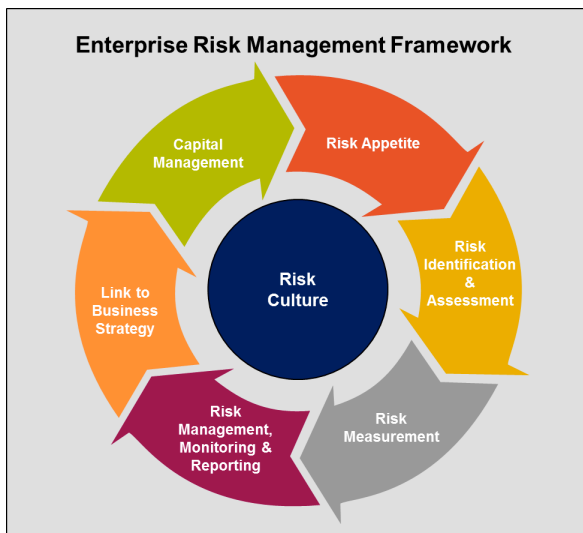 Enterprise Risk Management Framework
Capital
Management
Risk Appetite
Risk
Identification
&
Assessment
Risk
Measurement
Risk
Management,
Monitoring &
Reporting
Link to
Business
Strategy
Risk
Culture